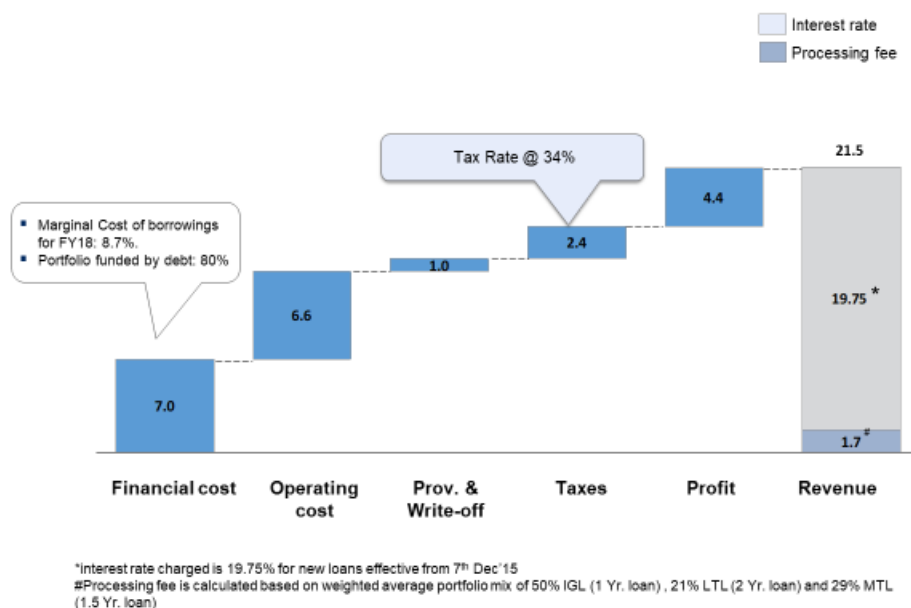 Interest rate
Processing fee
Tax Rate @ 34%
21.5
▪ Marginal Cost of borrowings
for FY18: 8.7%.
▪ Portfolio funded by debt: 80%
4.4
2.4
1.0
19.75 *
6.6
7.0
1.7 #
Financial cost
Operating
cost
Prov. &
Write-off
Taxes
Profit
Revenue
*Interest rate charged is 19.75% for new loans effective from 7th Dec'15
#Processing fee is calculated based on weighted average portfolio mix of 50% IGL (1 Yr. loan) , 21% LTL (2 Yr. loan) and 29% MTL
(1.5 Yr. loan)